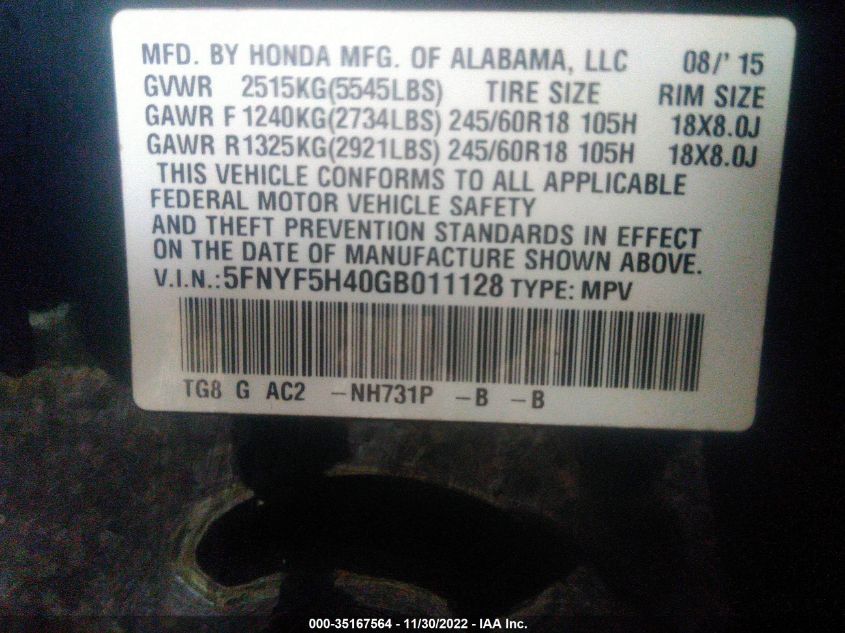 MFD. BY HONDA MFG. OF ALABAMA, LLC 08/' 15
GVWR 2515KG(5545LBS) TIRE SIZE RIM SIZE
GAWR F 1240KG(2734LBS) 245/60R18 105H 18X8.0J
GAWR R1325KG(2921LBS) 245/60R18 105H 18X8.0J
THIS VEHICLE CONFORMS TO ALL APPLICABLE
FEDERAL MOTOR VEHICLE SAFETY
AND THEFT PREVENTION STANDARDS IN EFFECT
ON THE DATE OF MANUFACTURE SHOWN ABOVE.
V.I.N.:5FNYF5H40GB011128 TYPE: MPV
TG8 G AC2 -NH731P -B -B
000-35167564 - 11/30/2022 - IAA Inc.